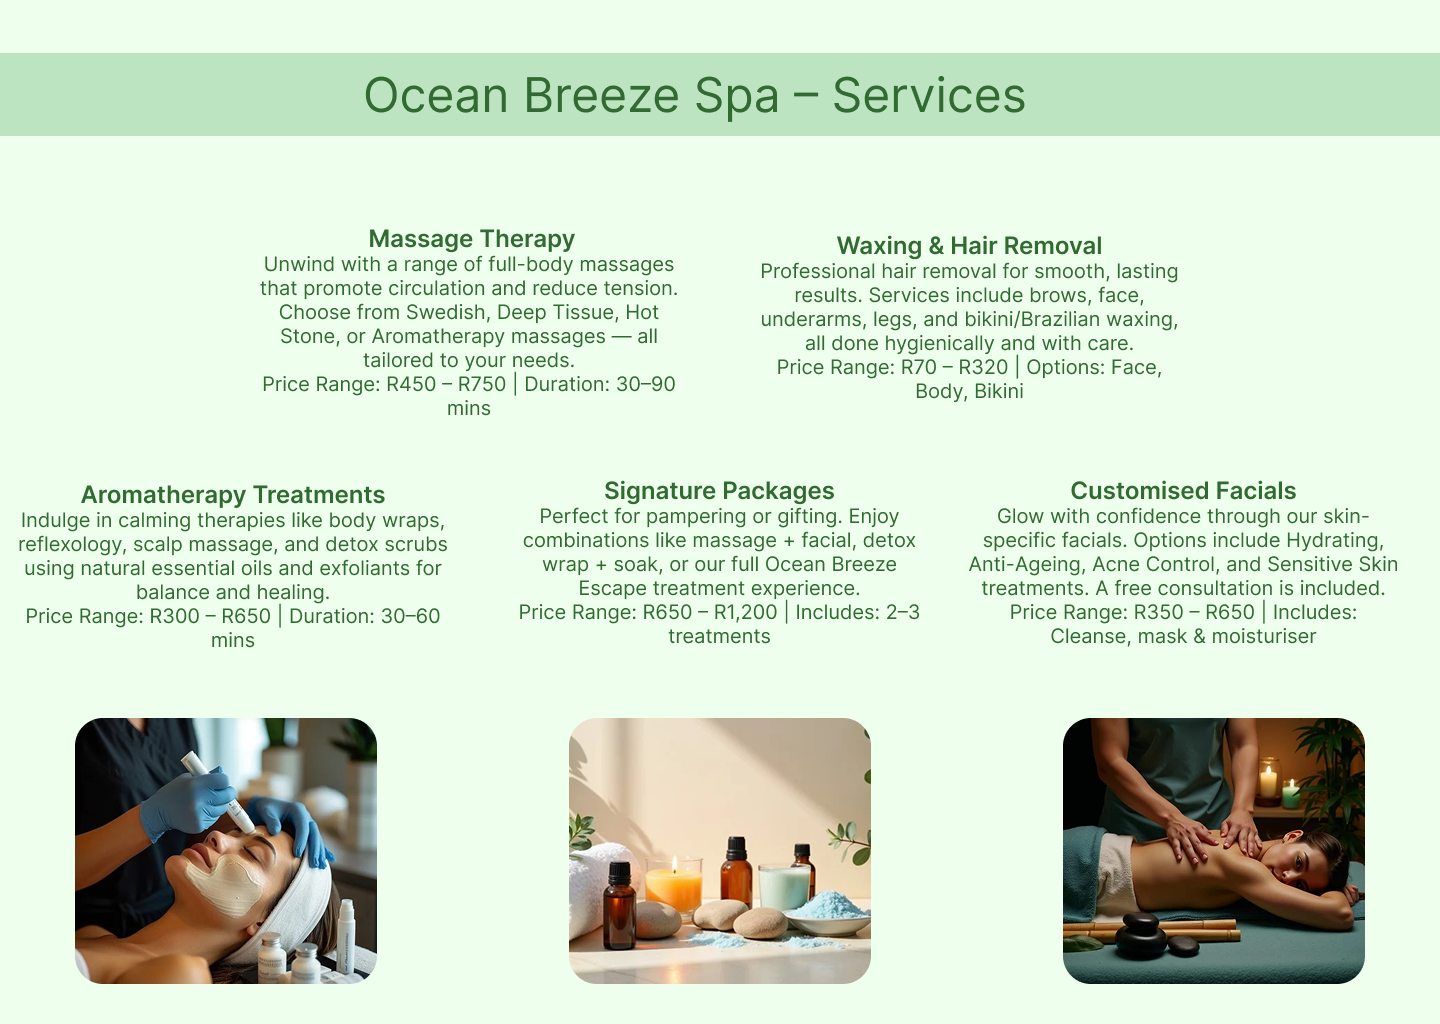 Ocean Breeze Spa – Services
Massage Therapy
Unwind with a range of full-body massages
that promote circulation and reduce tension.
Choose from Swedish, Deep Tissue, Hot
Stone, or Aromatherapy massages — all
tailored to your needs.
Price Range: R450 – R750 | Duration: 30–90
mins
Waxing & Hair Removal
Professional hair removal for smooth, lasting
results. Services include brows, face,
underarms, legs, and bikini/Brazilian waxing,
all done hygienically and with care.
Price Range: R70 – R320 | Options: Face,
Body, Bikini
Aromatherapy Treatments
Indulge in calming therapies like body wraps,
reflexology, scalp massage, and detox scrubs
using natural essential oils and exfoliants for
balance and healing.
Price Range: R300 – R650 | Duration: 30–60
mins
Signature Packages
Perfect for pampering or gifting. Enjoy
combinations like massage + facial, detox
wrap + soak, or our full Ocean Breeze
Escape treatment experience.
Price Range: R650 – R1,200 | Includes: 2–3
treatments
Customised Facials
Glow with confidence through our skin-
specific facials. Options include Hydrating,
Anti-Ageing, Acne Control, and Sensitive Skin
treatments. A free consultation is included.
Price Range: R350 – R650 | Includes:
Cleanse, mask & moisturiser